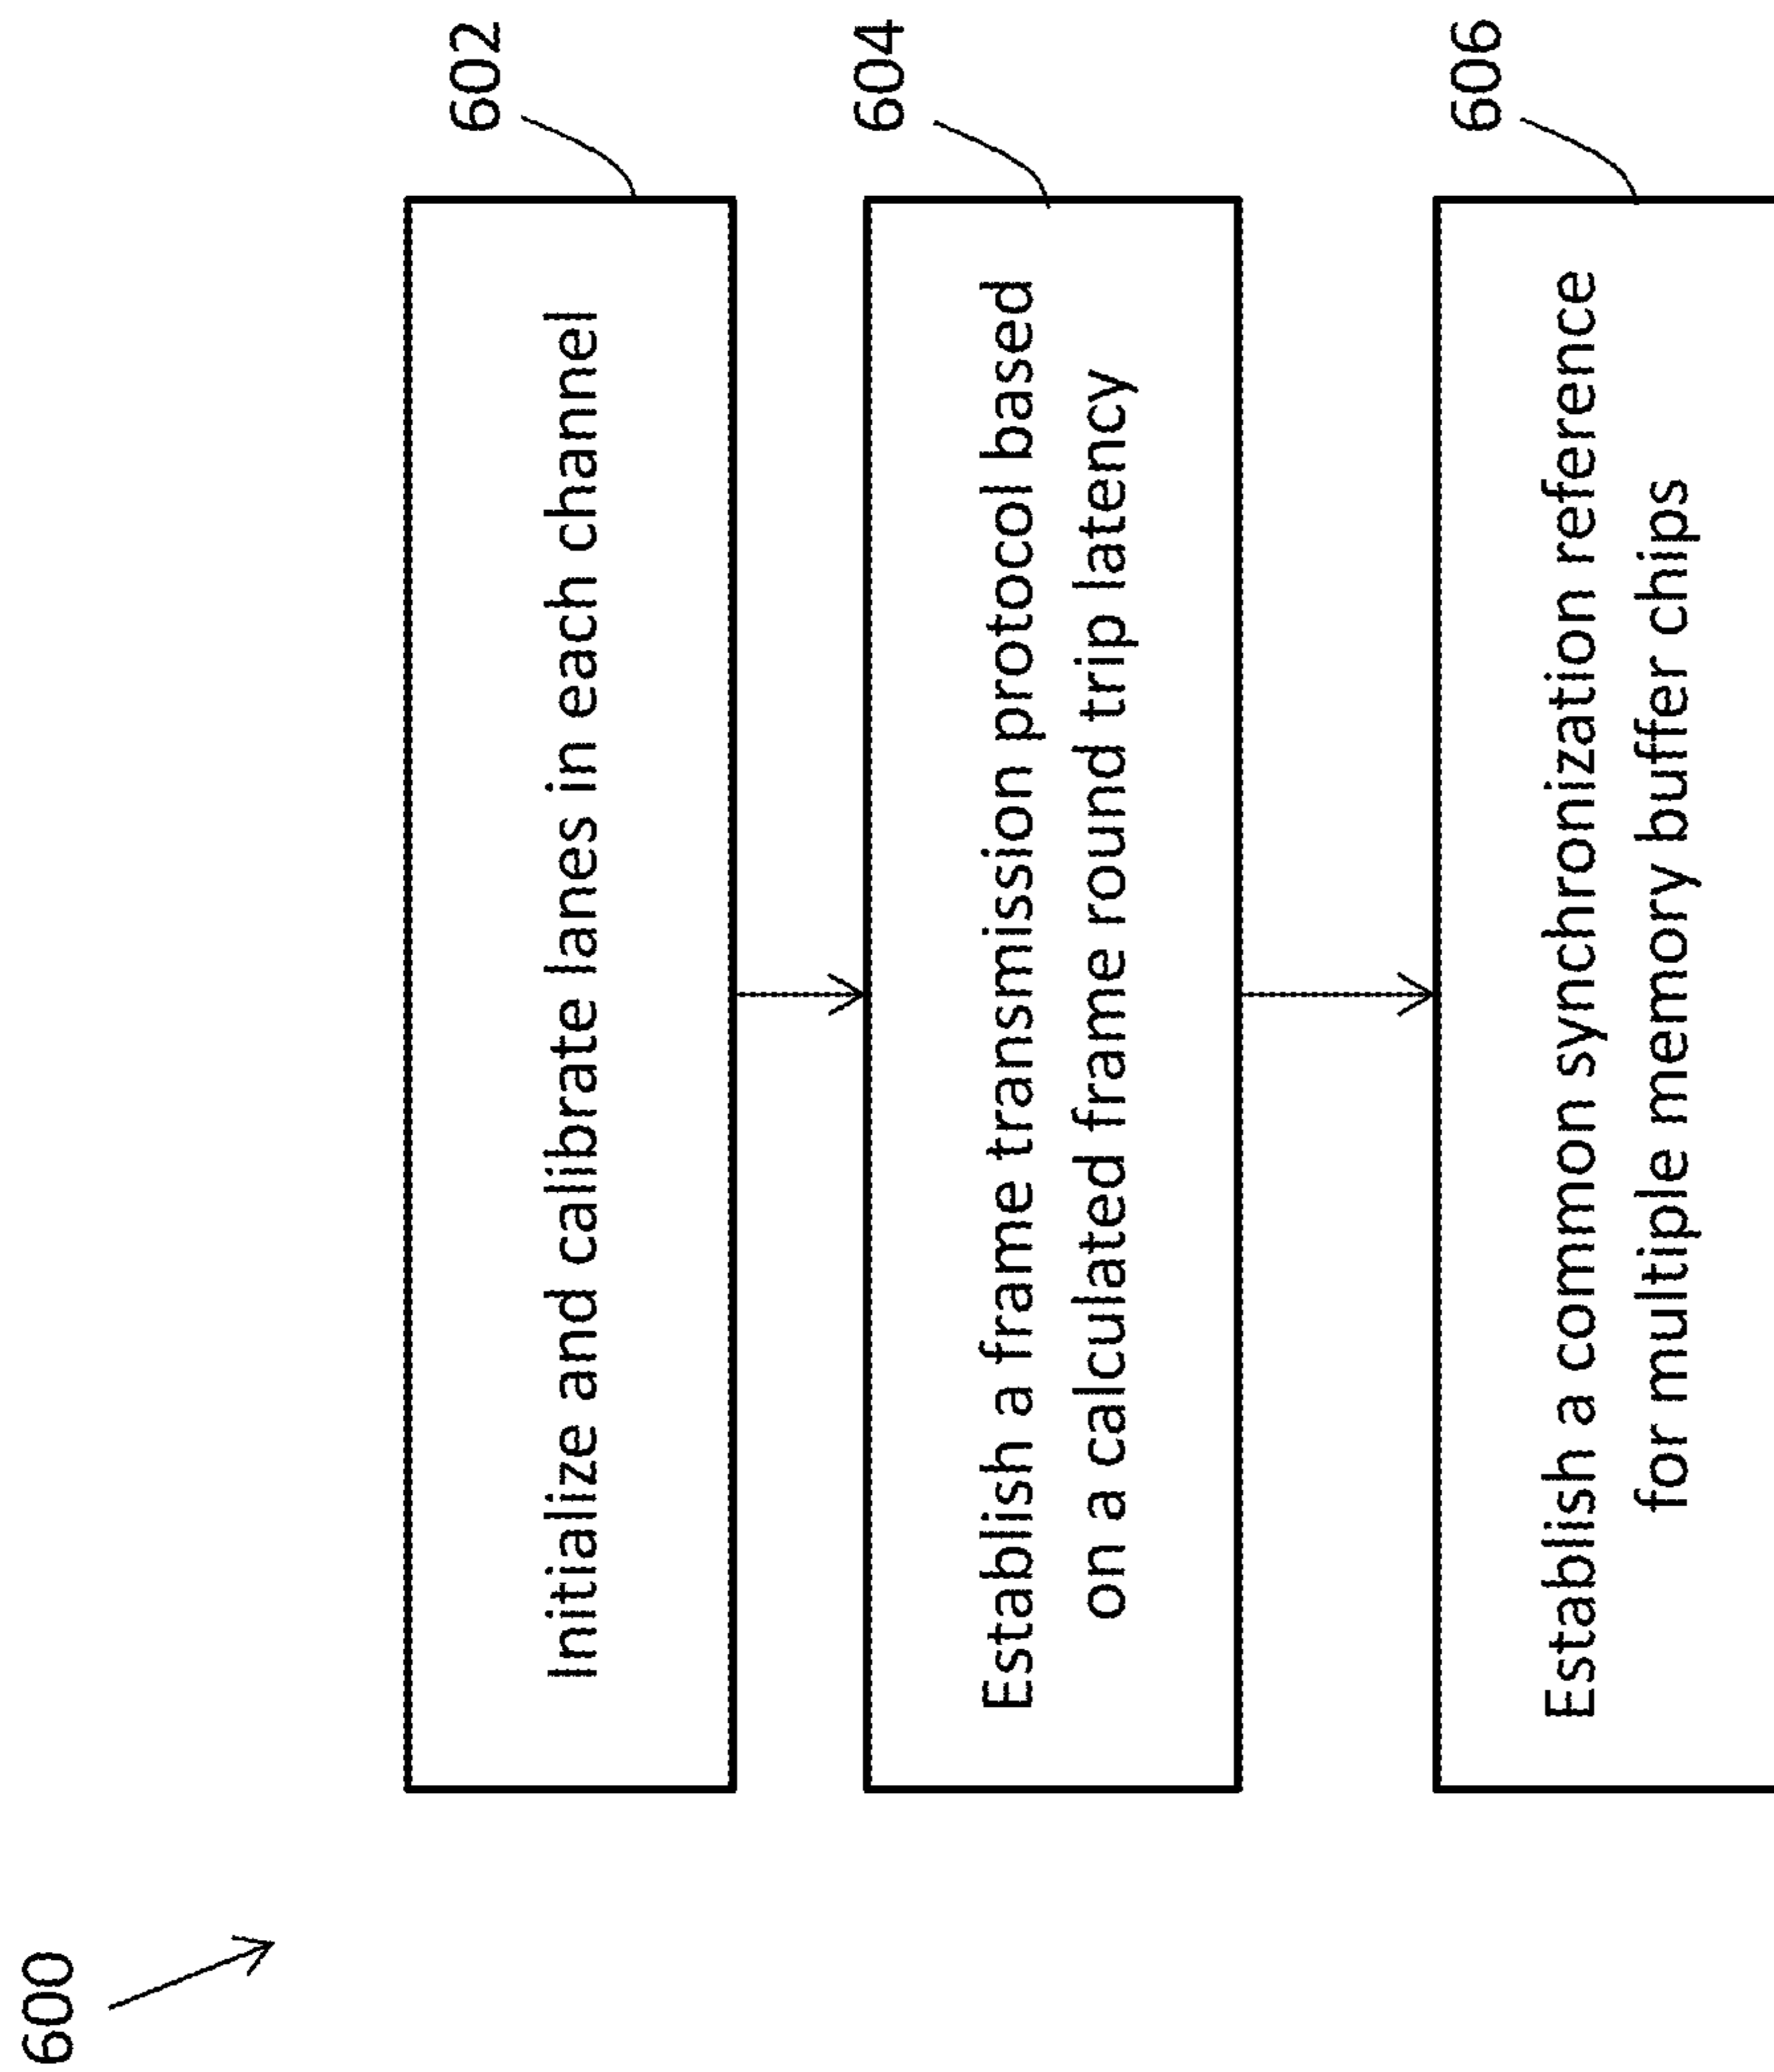 600
602
Initialize and calibrate lanes in each channel
604
Establish a frame transmission protocol based
on a calculated frame round trip latency
606
Establish a common synchronization reference
for multiple memory buffer chips